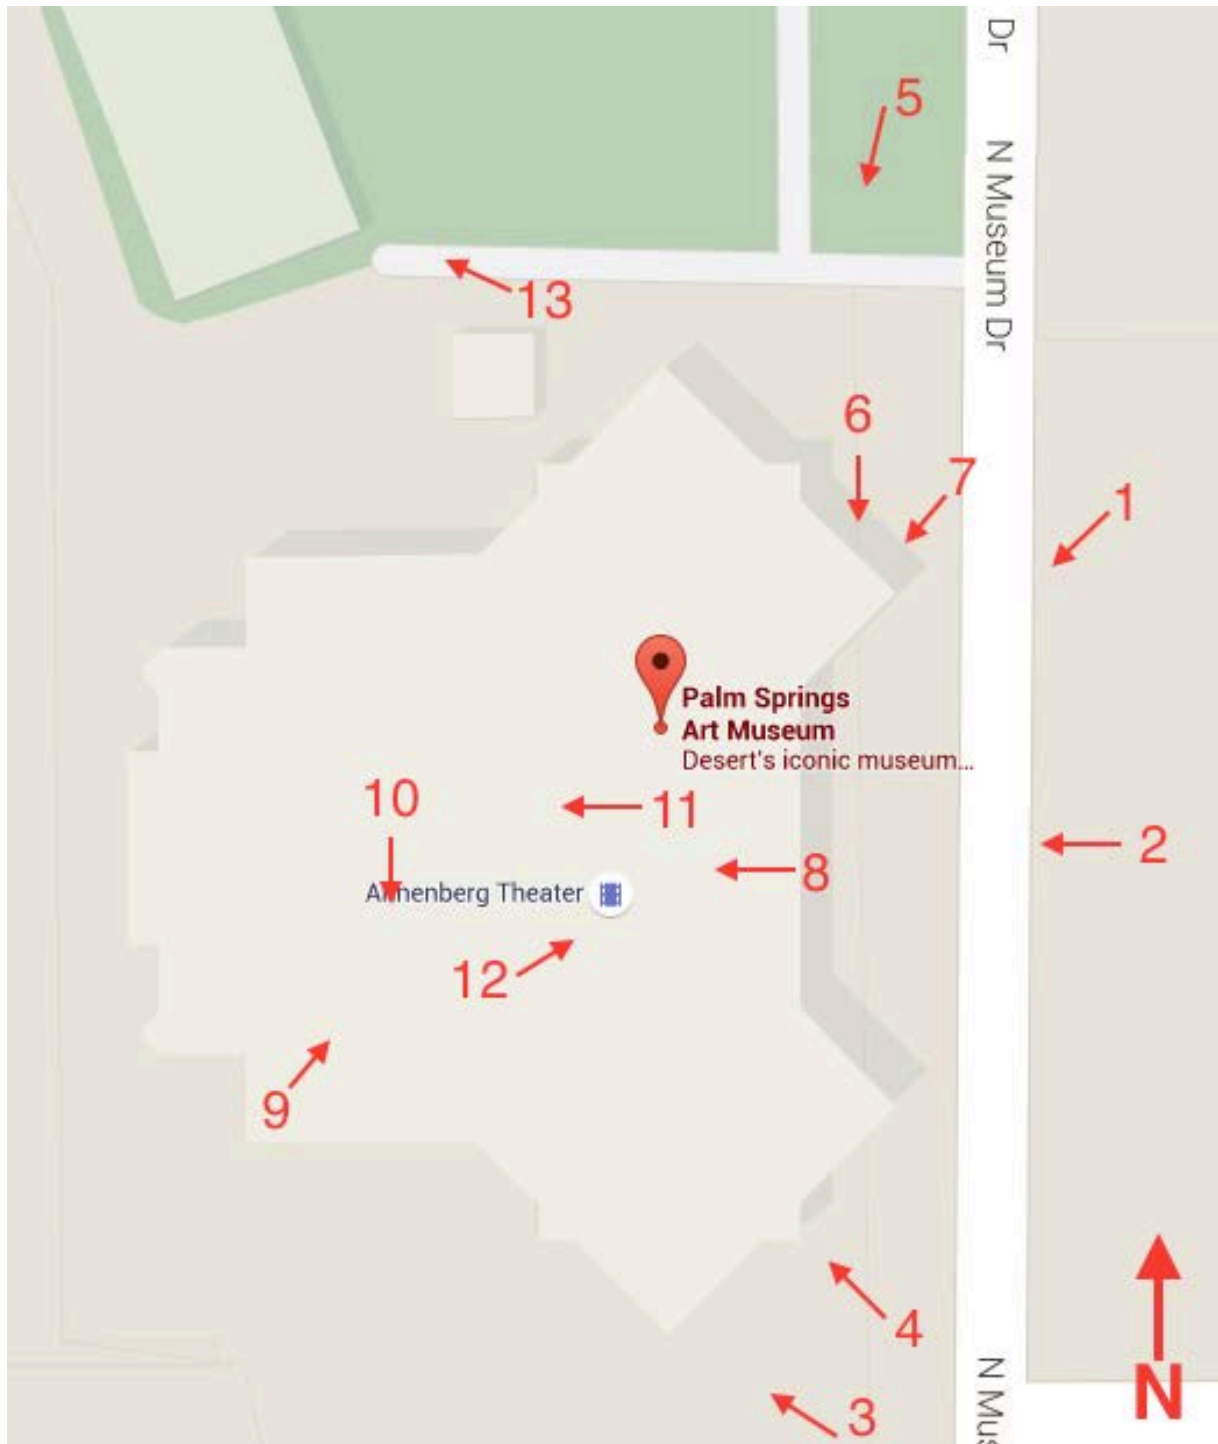 Dr
5
N Museum Dr
13
6
7
1
Palm Springs
Art Museum
Desert's iconic museum...
10
11
2
8
Annenberg Theater
12
9
4
3
N Mus
N